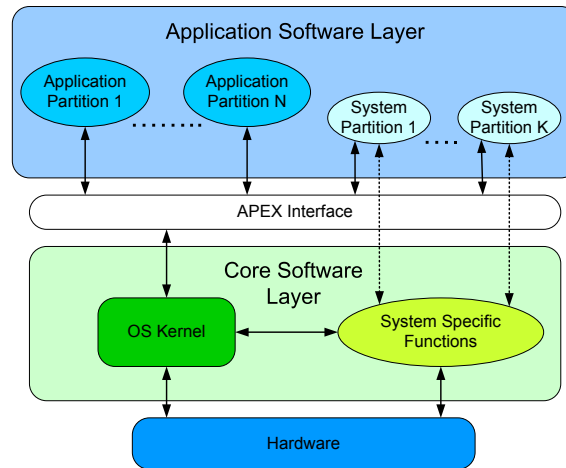 Application Software Layer
Application
Partition 1
Application
Partition N
System
Partition 1
System
Partition K
APEX Interface
Core Software
Layer
OS Kernel
System Specific
Functions
Hardware